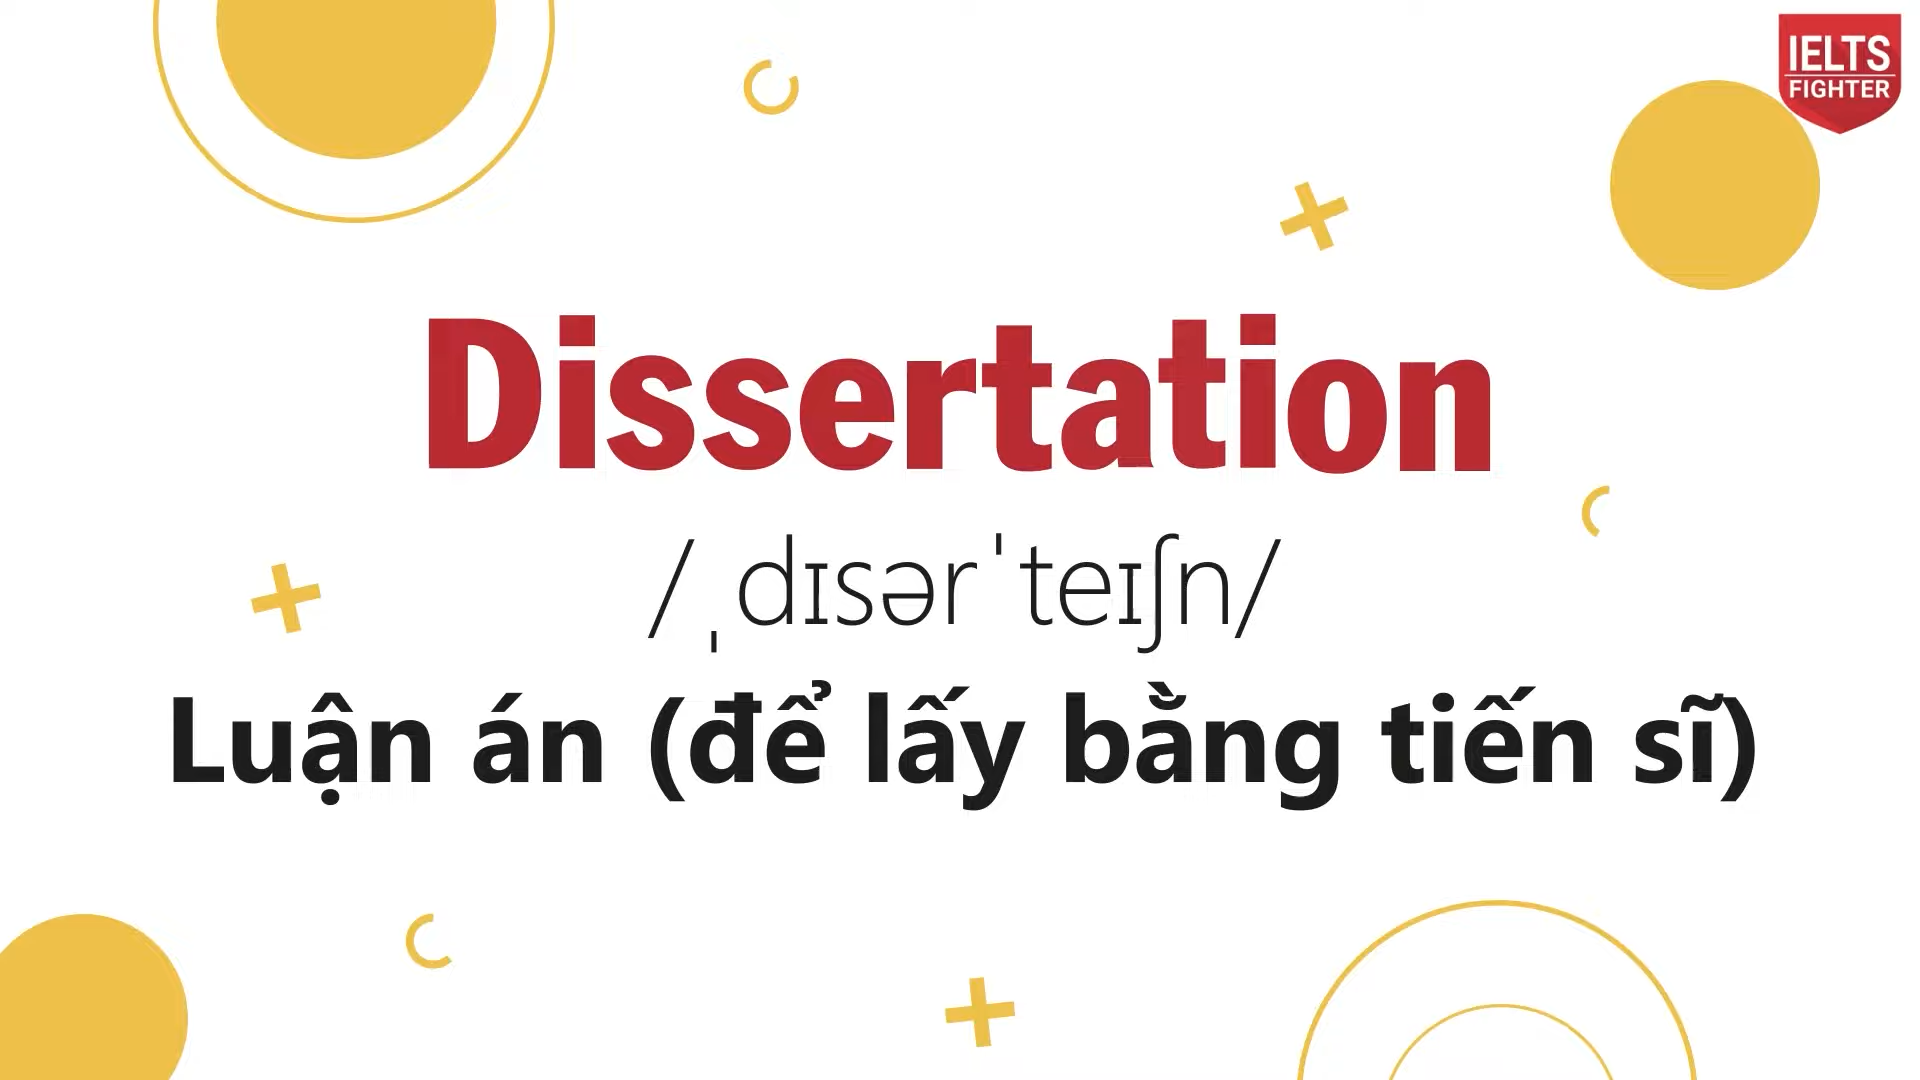 IELTS
FIGHTER
Dissertation
/ˌdɪsərˈteɪʃn/
Luận án (để lấy bằng tiến sĩ)